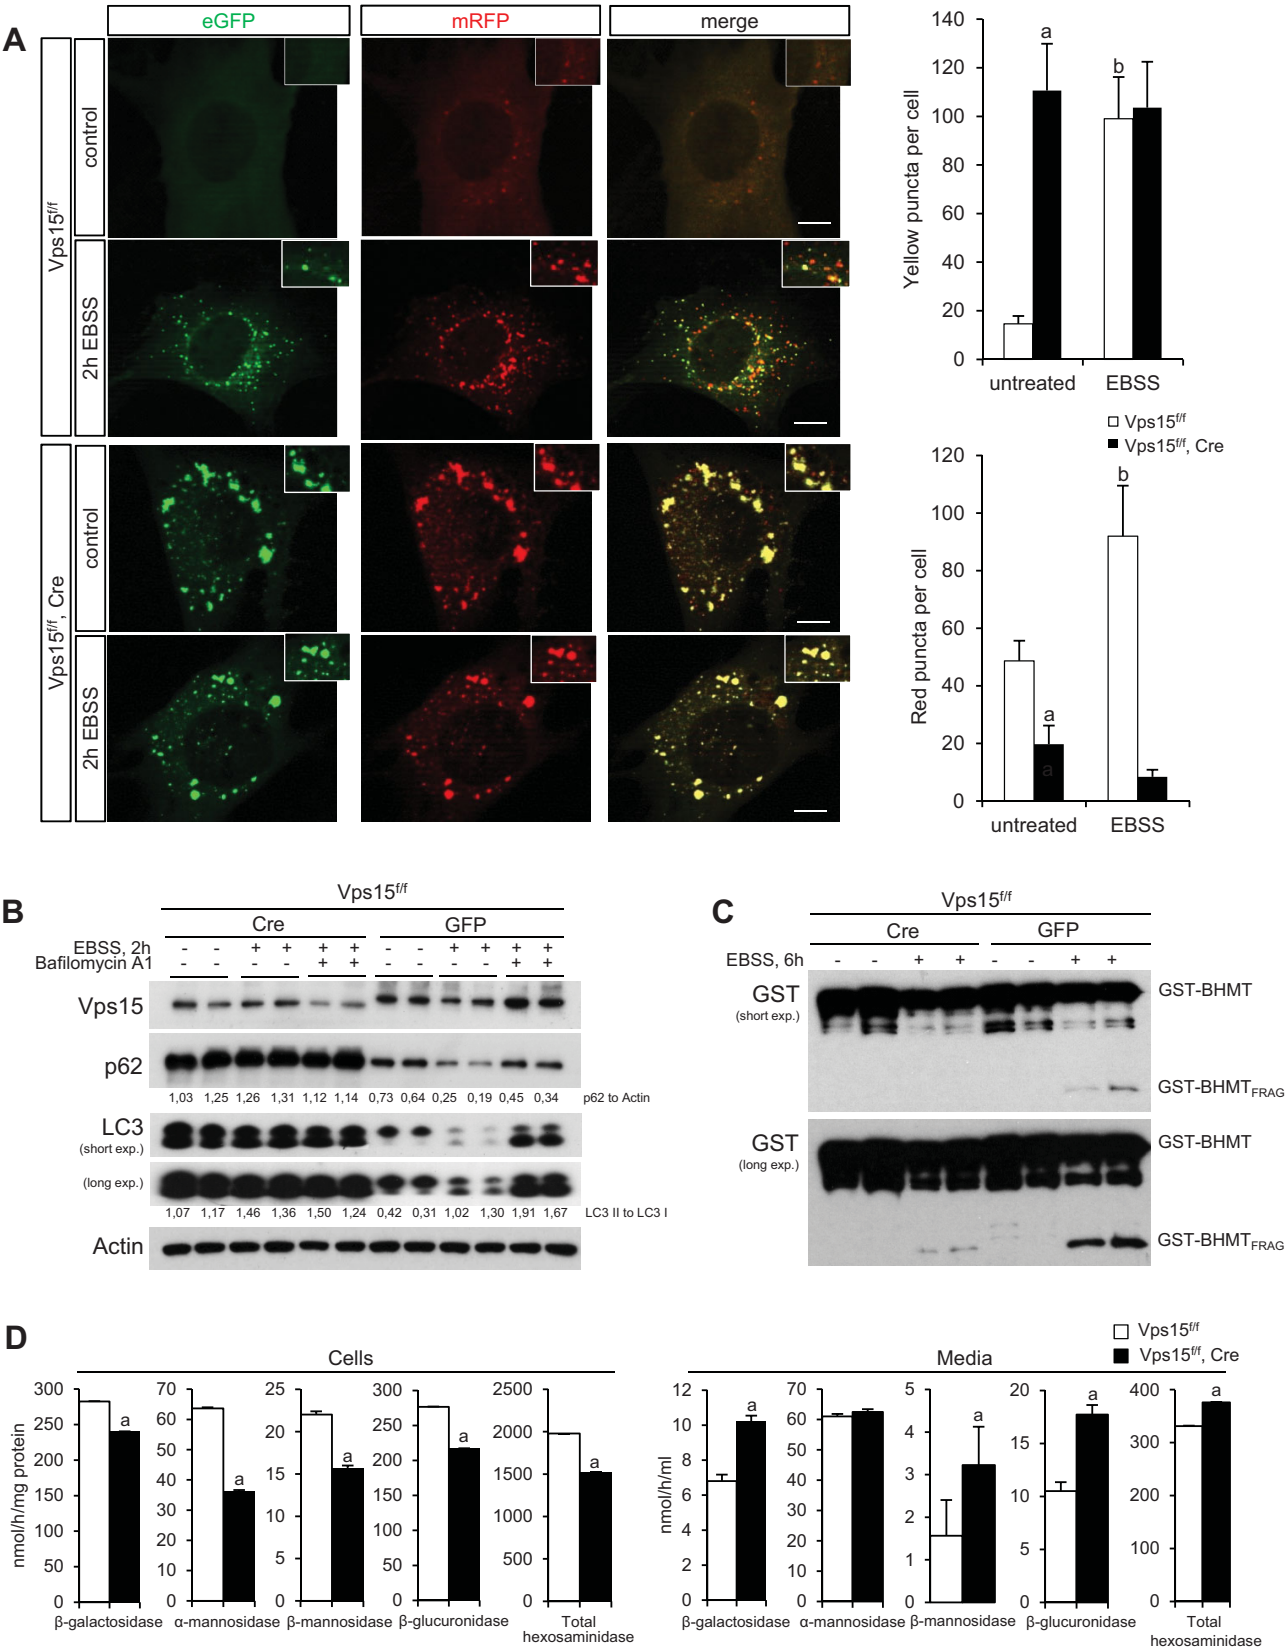 A
eGFP
mRFP
merge
Vps15f/f
control
2h EBSS
Vps15f/f, Cre
control
2h EBSS
Yellow puncta per cell
140
120
100
80
60
40
20
0
a
b
untreated
EBSS
Vps15f/f
Vps15f/f, Cre
Red puncta per cell
120
100
80
60
40
20
0
a
a
b
untreated
EBSS
B
Vps15f/f
Cre
GFP
EBSS, 2h - - + + + + - - + + + +
Bafilomycin A1 - - - - + + - - - - + +
Vps15
p62
1,03 1,25 1,26 1,31 1,12 1,14 0,73 0,64 0,25 0,19 0,45 0,34 p62 to Actin
LC3
(short exp.)
(long exp.)
1,07 1,17 1,46 1,36 1,50 1,24 0,42 0,31 1,02 1,30 1,91 1,67 LC3 II to LC3 I
Actin
C
Vps15f/f
Cre
GFP
EBSS, 6h - - + + - - + +
GST
(short exp.)
GST-BHMT
GST-BHMTFRAG
GST
(long exp.)
GST-BHMT
GST-BHMTFRAG
D
Vps15f/f
Vps15f/f, Cre
Cells
nmol/h/mg protein
300
250
200
150
100
50
0
a
β-galactosidase
70
60
50
40
30
20
10
0
a
α-mannosidase
25
20
15
10
5
0
a
β-mannosidase
300
250
200
150
100
50
0
a
β-glucuronidase
2500
2000
1500
1000
500
0
a
Total
hexosaminidase
Media
nmol/h/ml
12
10
8
6
4
2
0
a
β-galactosidase
70
60
50
40
30
20
10
0
α-mannosidase
5
4
3
2
1
0
a
β-mannosidase
20
15
10
5
0
a
β-glucuronidase
400
300
200
100
0
a
Total
hexosaminidase